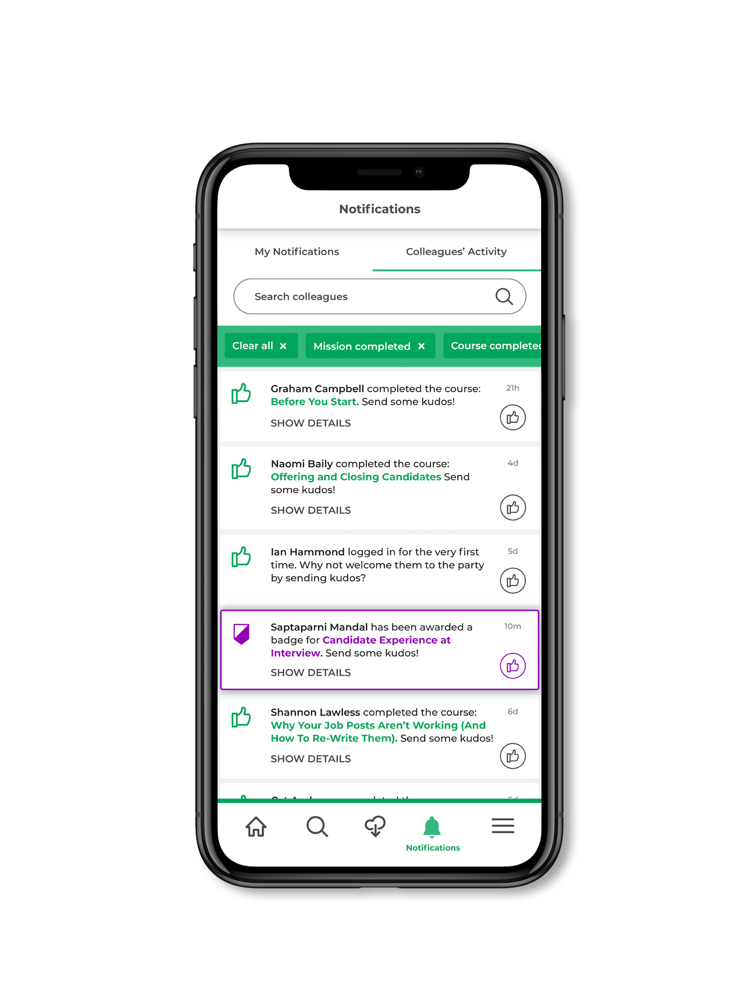 Notifications
My Notifications
Colleagues’ Activity
Search colleagues
Clear all ×
Mission completed ×
Course completed
Graham Campbell completed the course:
21h
Before You Start. Send some kudos!
SHOW DETAILS
Naomi Baily completed the course:
4d
Offering and Closing Candidates Send
some kudos!
SHOW DETAILS
Ian Hammond logged in for the very first
5d
time. Why not welcome them to the party
by sending kudos?
Saptaparni Mandal has been awarded a
10m
badge for Candidate Experience at
Interview. Send some kudos!
SHOW DETAILS
Shannon Lawless completed the course:
6d
Why Your Job Posts Aren’t Working (And
How To Re-Write Them). Send some kudos!
SHOW DETAILS
Notifications